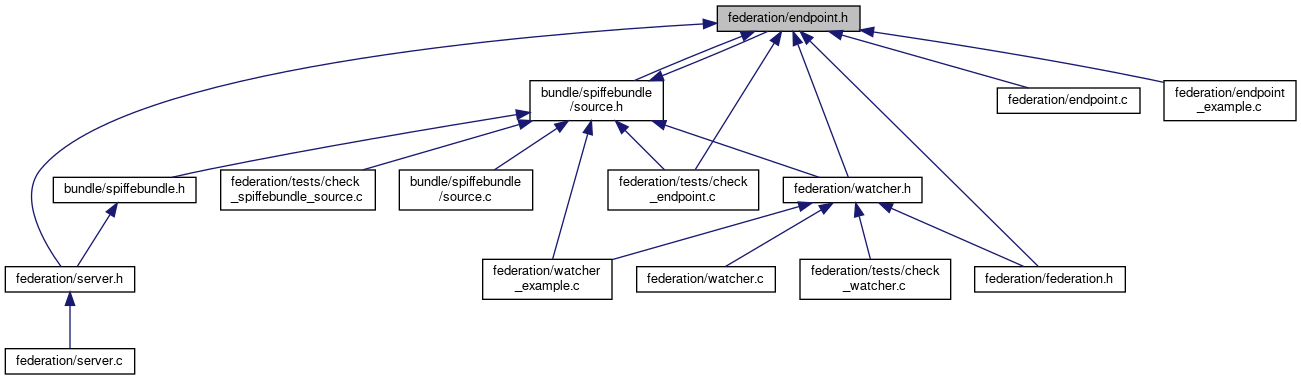 federation/endpoint.h
bundle/spiffebundle
/source.h
federation/endpoint.c
federation/endpoint
_example.c
bundle/spiffebundle.h
federation/tests/check
_spiffebundle_source.c
bundle/spiffebundle
/source.c
federation/tests/check
_endpoint.c
federation/watcher.h
federation/server.h
federation/watcher
_example.c
federation/watcher.c
federation/tests/check
_watcher.c
federation/federation.h
federation/server.c